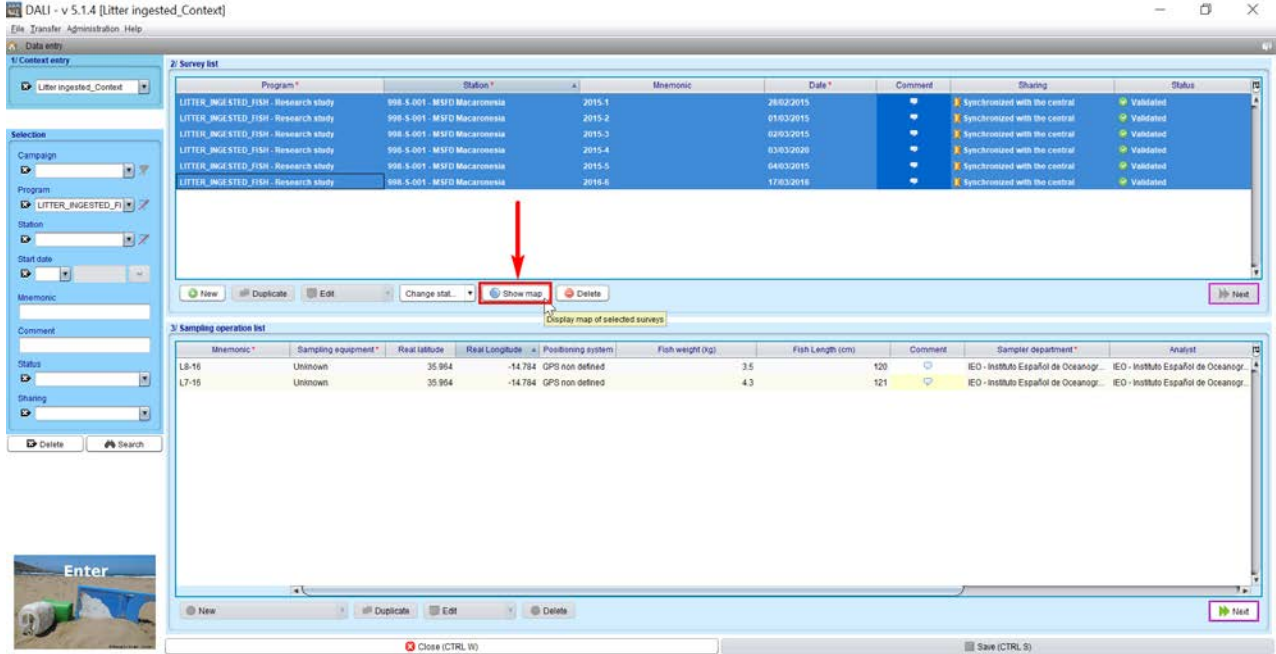 DALI - v 5.1.4 [Litter ingested_Context]
File Transfer Administration Help
Data entry
1/ Context entry
Litter ingested_Context
Selection
Campaign
Program
LITTER_INGESTED_FI
Station
Start date
Mnemonic
Comment
Status
Sharing
Delete Search
Enter
2/ Survey list
Program * Station * Mnemonic Date * Comment Sharing Status
LITTER_INGESTED_FISH - Research study 998-S-001 - MSFD Macaronesia 2015-1 28/02/2015 Synchronized with the central Validated
LITTER_INGESTED_FISH - Research study 998-S-001 - MSFD Macaronesia 2015-2 01/03/2015 Synchronized with the central Validated
LITTER_INGESTED_FISH - Research study 998-S-001 - MSFD Macaronesia 2015-3 02/03/2015 Synchronized with the central Validated
LITTER_INGESTED_FISH - Research study 998-S-001 - MSFD Macaronesia 2015-4 03/03/2020 Synchronized with the central Validated
LITTER_INGESTED_FISH - Research study 998-S-001 - MSFD Macaronesia 2015-5 04/03/2015 Synchronized with the central Validated
LITTER_INGESTED_FISH - Research study 998-S-001 - MSFD Macaronesia 2016-6 17/03/2016 Synchronized with the central Validated
New Duplicate Edit Change stat... Show map Delete Next
Display map of selected surveys
3/ Sampling operation list
Mnemonic * Sampling equipment * Real latitude Real Longitude Positioning system Fish weight (kg) Fish Length (cm) Comment Sampler department * Analyst
L8-16 Unknown 35.964 -14.784 GPS non defined 3.5 120 IEO - Instituto Español de Oceanogr... IEO - Instituto Español de Oceanogr...
L7-16 Unknown 35.964 -14.784 GPS non defined 4.3 121 IEO - Instituto Español de Oceanogr... IEO - Instituto Español de Oceanogr...
New Duplicate Edit Delete Next
Close (CTRL W) Save (CTRL S)